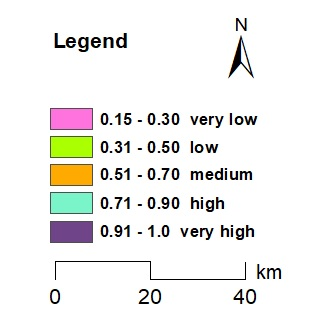 N
Legend
0.15 - 0.30 very low
0.31 - 0.50 low
0.51 - 0.70 medium
0.71 - 0.90 high
0.91 - 1.0 very high
km
0 20 40